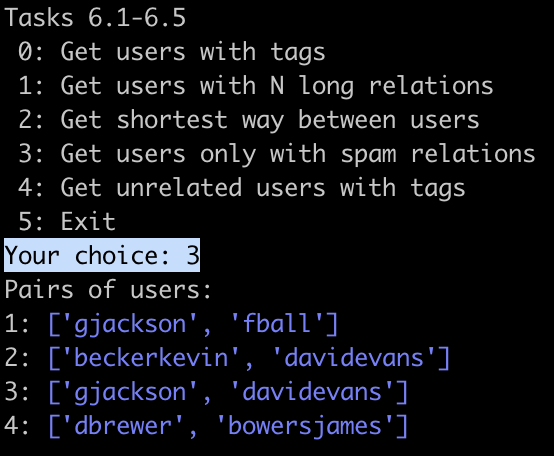 Tasks 6.1-6.5
0: Get users with tags
1: Get users with N long relations
2: Get shortest way between users
3: Get users only with spam relations
4: Get unrelated users with tags
5: Exit
Your choice: 3
Pairs of users:
1: ['gjackson', 'fball']
2: ['beckerkevin', 'davidevans']
3: ['gjackson', 'davidevans']
4: ['dbrewer', 'bowersjames']